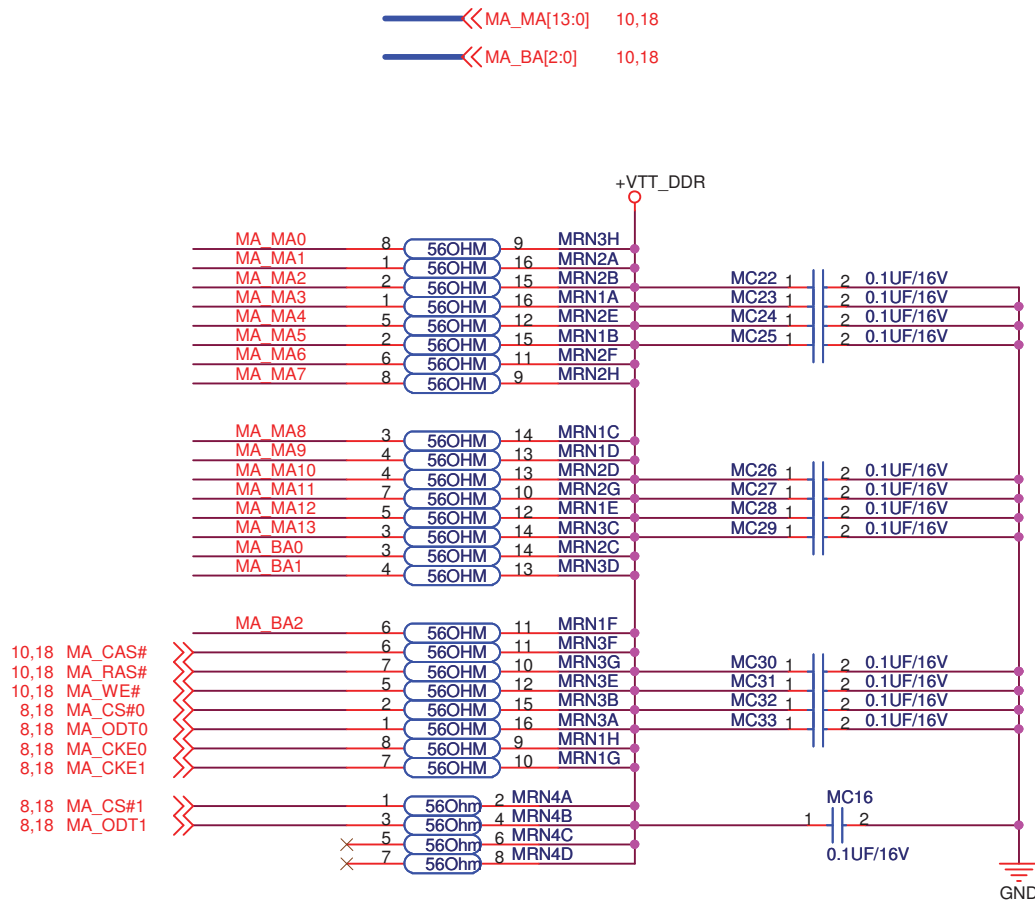 MA_MA[13:0] 10,18
MA_BA[2:0] 10,18
+VTT_DDR
MA_MA0 8 56OHM 9 MRN3H
MA_MA1 1 56OHM 16 MRN2A
MA_MA2 2 56OHM 15 MRN2B MC22 1 2 0.1UF/16V
MA_MA3 1 56OHM 16 MRN1A MC23 1 2 0.1UF/16V
MA_MA4 5 56OHM 12 MRN2E MC24 1 2 0.1UF/16V
MA_MA5 2 56OHM 15 MRN1B MC25 1 2 0.1UF/16V
MA_MA6 6 56OHM 11 MRN2F
MA_MA7 8 56OHM 9 MRN2H
MA_MA8 3 56OHM 14 MRN1C
MA_MA9 4 56OHM 13 MRN1D
MA_MA10 4 56OHM 13 MRN2D MC26 1 2 0.1UF/16V
MA_MA11 7 56OHM 10 MRN2G MC27 1 2 0.1UF/16V
MA_MA12 5 56OHM 12 MRN1E MC28 1 2 0.1UF/16V
MA_MA13 3 56OHM 14 MRN3C MC29 1 2 0.1UF/16V
MA_BA0 3 56OHM 14 MRN2C
MA_BA1 4 56OHM 13 MRN3D
MA_BA2 6 56OHM 11 MRN1F
10,18 MA_CAS# 6 56OHM 11 MRN3F
10,18 MA_RAS# 7 56OHM 10 MRN3G MC30 1 2 0.1UF/16V
10,18 MA_WE# 5 56OHM 12 MRN3E MC31 1 2 0.1UF/16V
8,18 MA_CS#0 2 56OHM 15 MRN3B MC32 1 2 0.1UF/16V
8,18 MA_ODT0 1 56OHM 16 MRN3A MC33 1 2 0.1UF/16V
8,18 MA_CKE0 8 56OHM 9 MRN1H
8,18 MA_CKE1 7 56OHM 10 MRN1G
8,18 MA_CS#1 1 56Ohm 2 MRN4A MC16
8,18 MA_ODT1 3 56Ohm 4 MRN4B 1 2
5 56Ohm 6 MRN4C 0.1UF/16V
7 56Ohm 8 MRN4D
GND